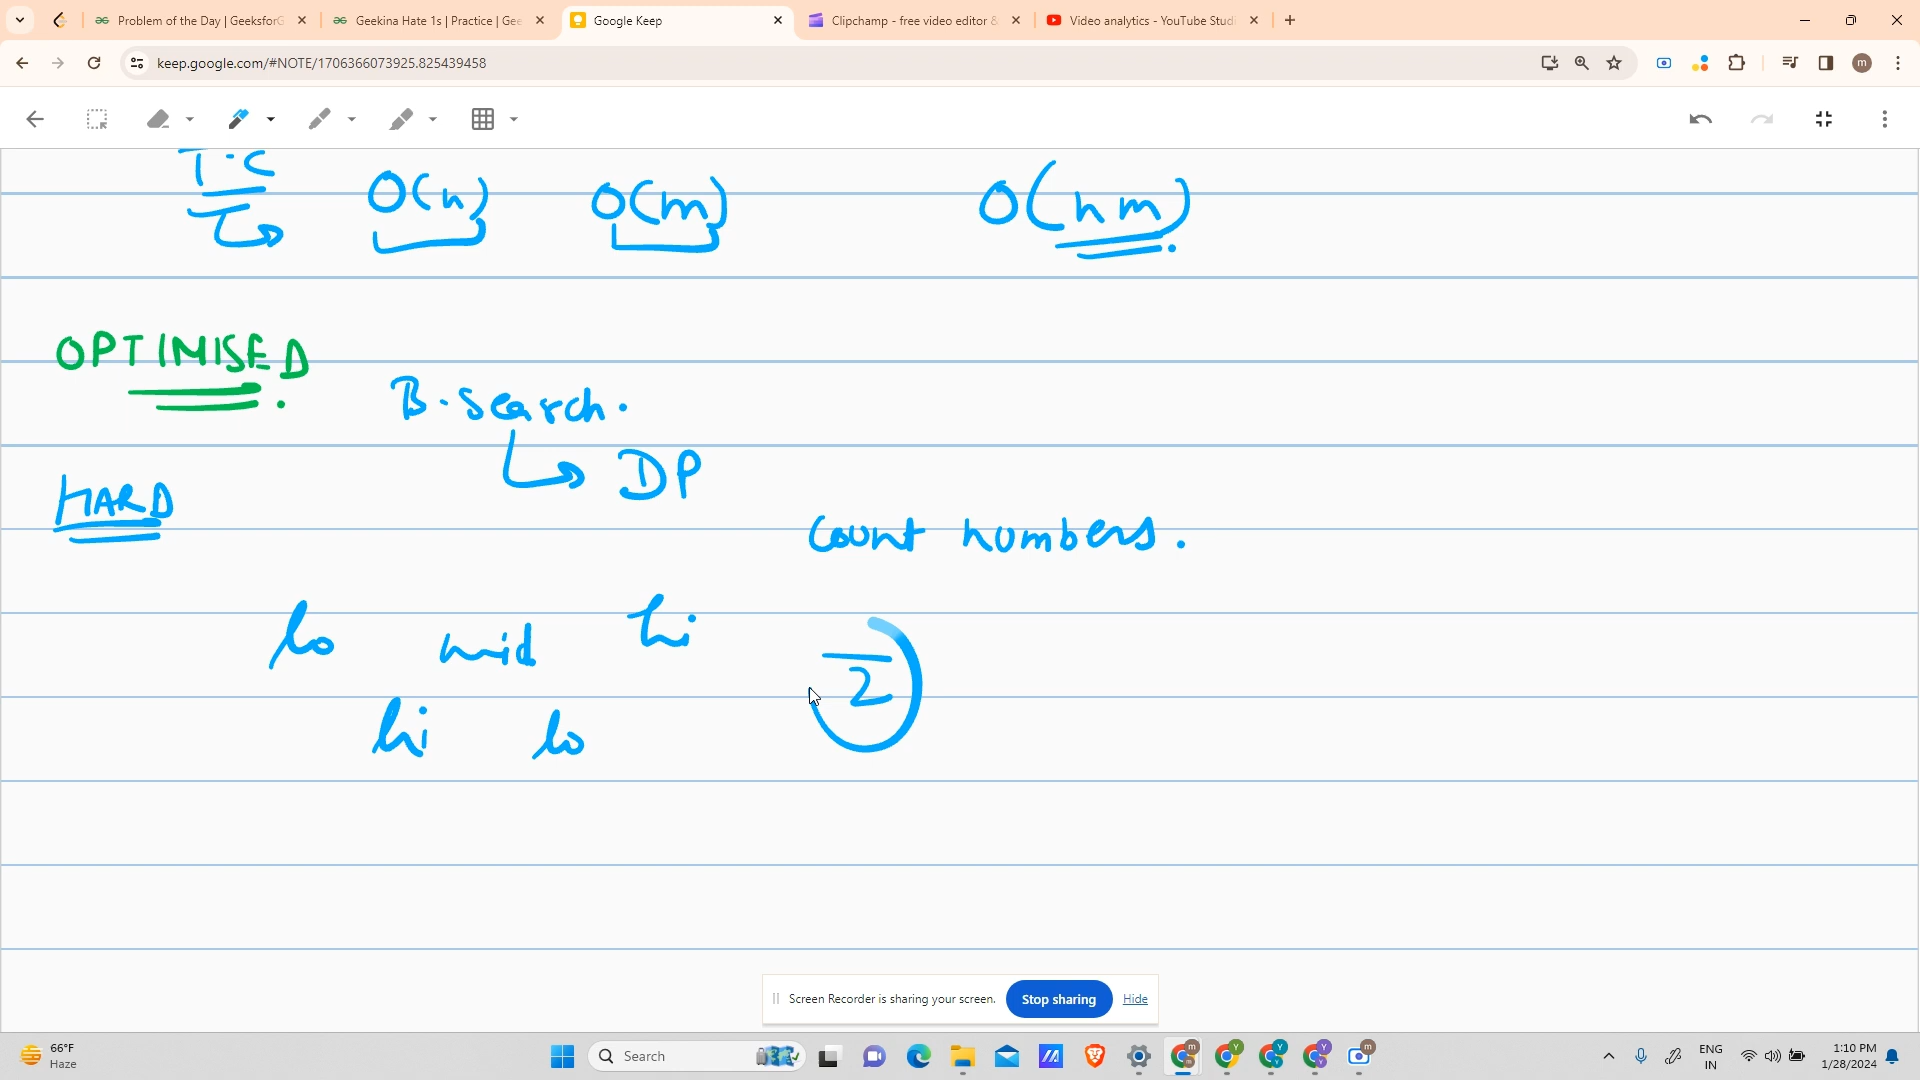 Problem of the Day | GeeksforG
Geekina Hate 1s | Practice | Gee
Google Keep
Clipchamp - free video editor &
Video analytics - YouTube Studi
keep.google.com/#NOTE/1706366073925.825439458
m
T.C O(n) O(m) O(nm)
OPTIMISED
B.search.
DP
HARD
Count numbers.
lo mid hi
2
hi lo
Screen Recorder is sharing your screen. Stop sharing Hide
66°F
Haze
Search
ENG
IN
1:10 PM
1/28/2024